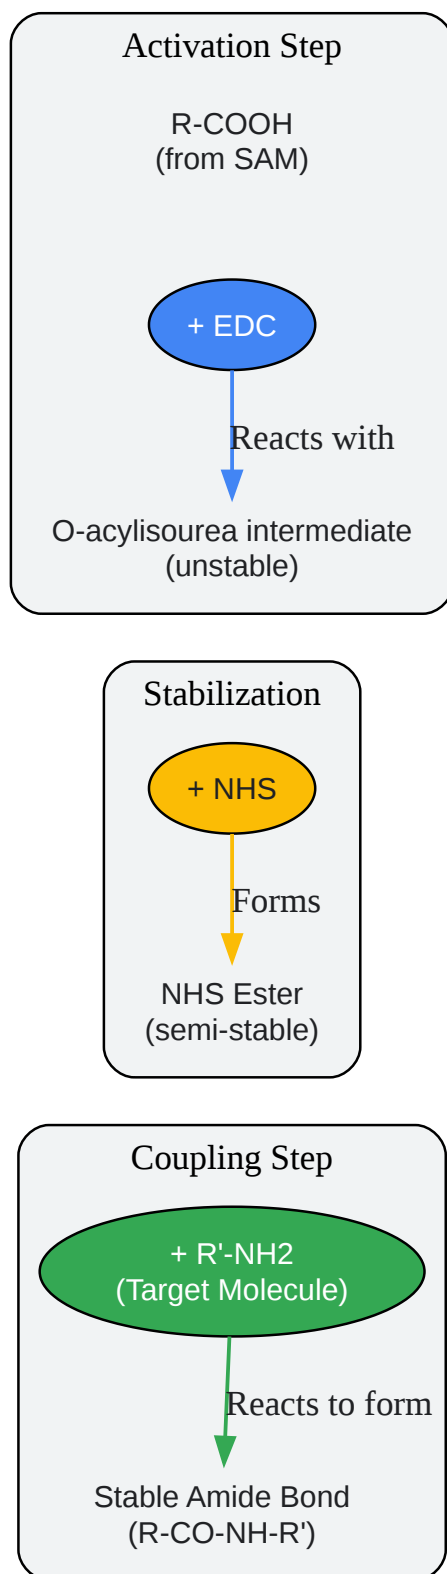 Activation Step
R-COOH
(from SAM)
+ EDC
Reacts with
O-acylisourea intermediate
(unstable)
Stabilization
+ NHS
Forms
NHS Ester
(semi-stable)
Coupling Step
+ R'-NH2
(Target Molecule)
Reacts to form
Stable Amide Bond
(R-CO-NH-R')